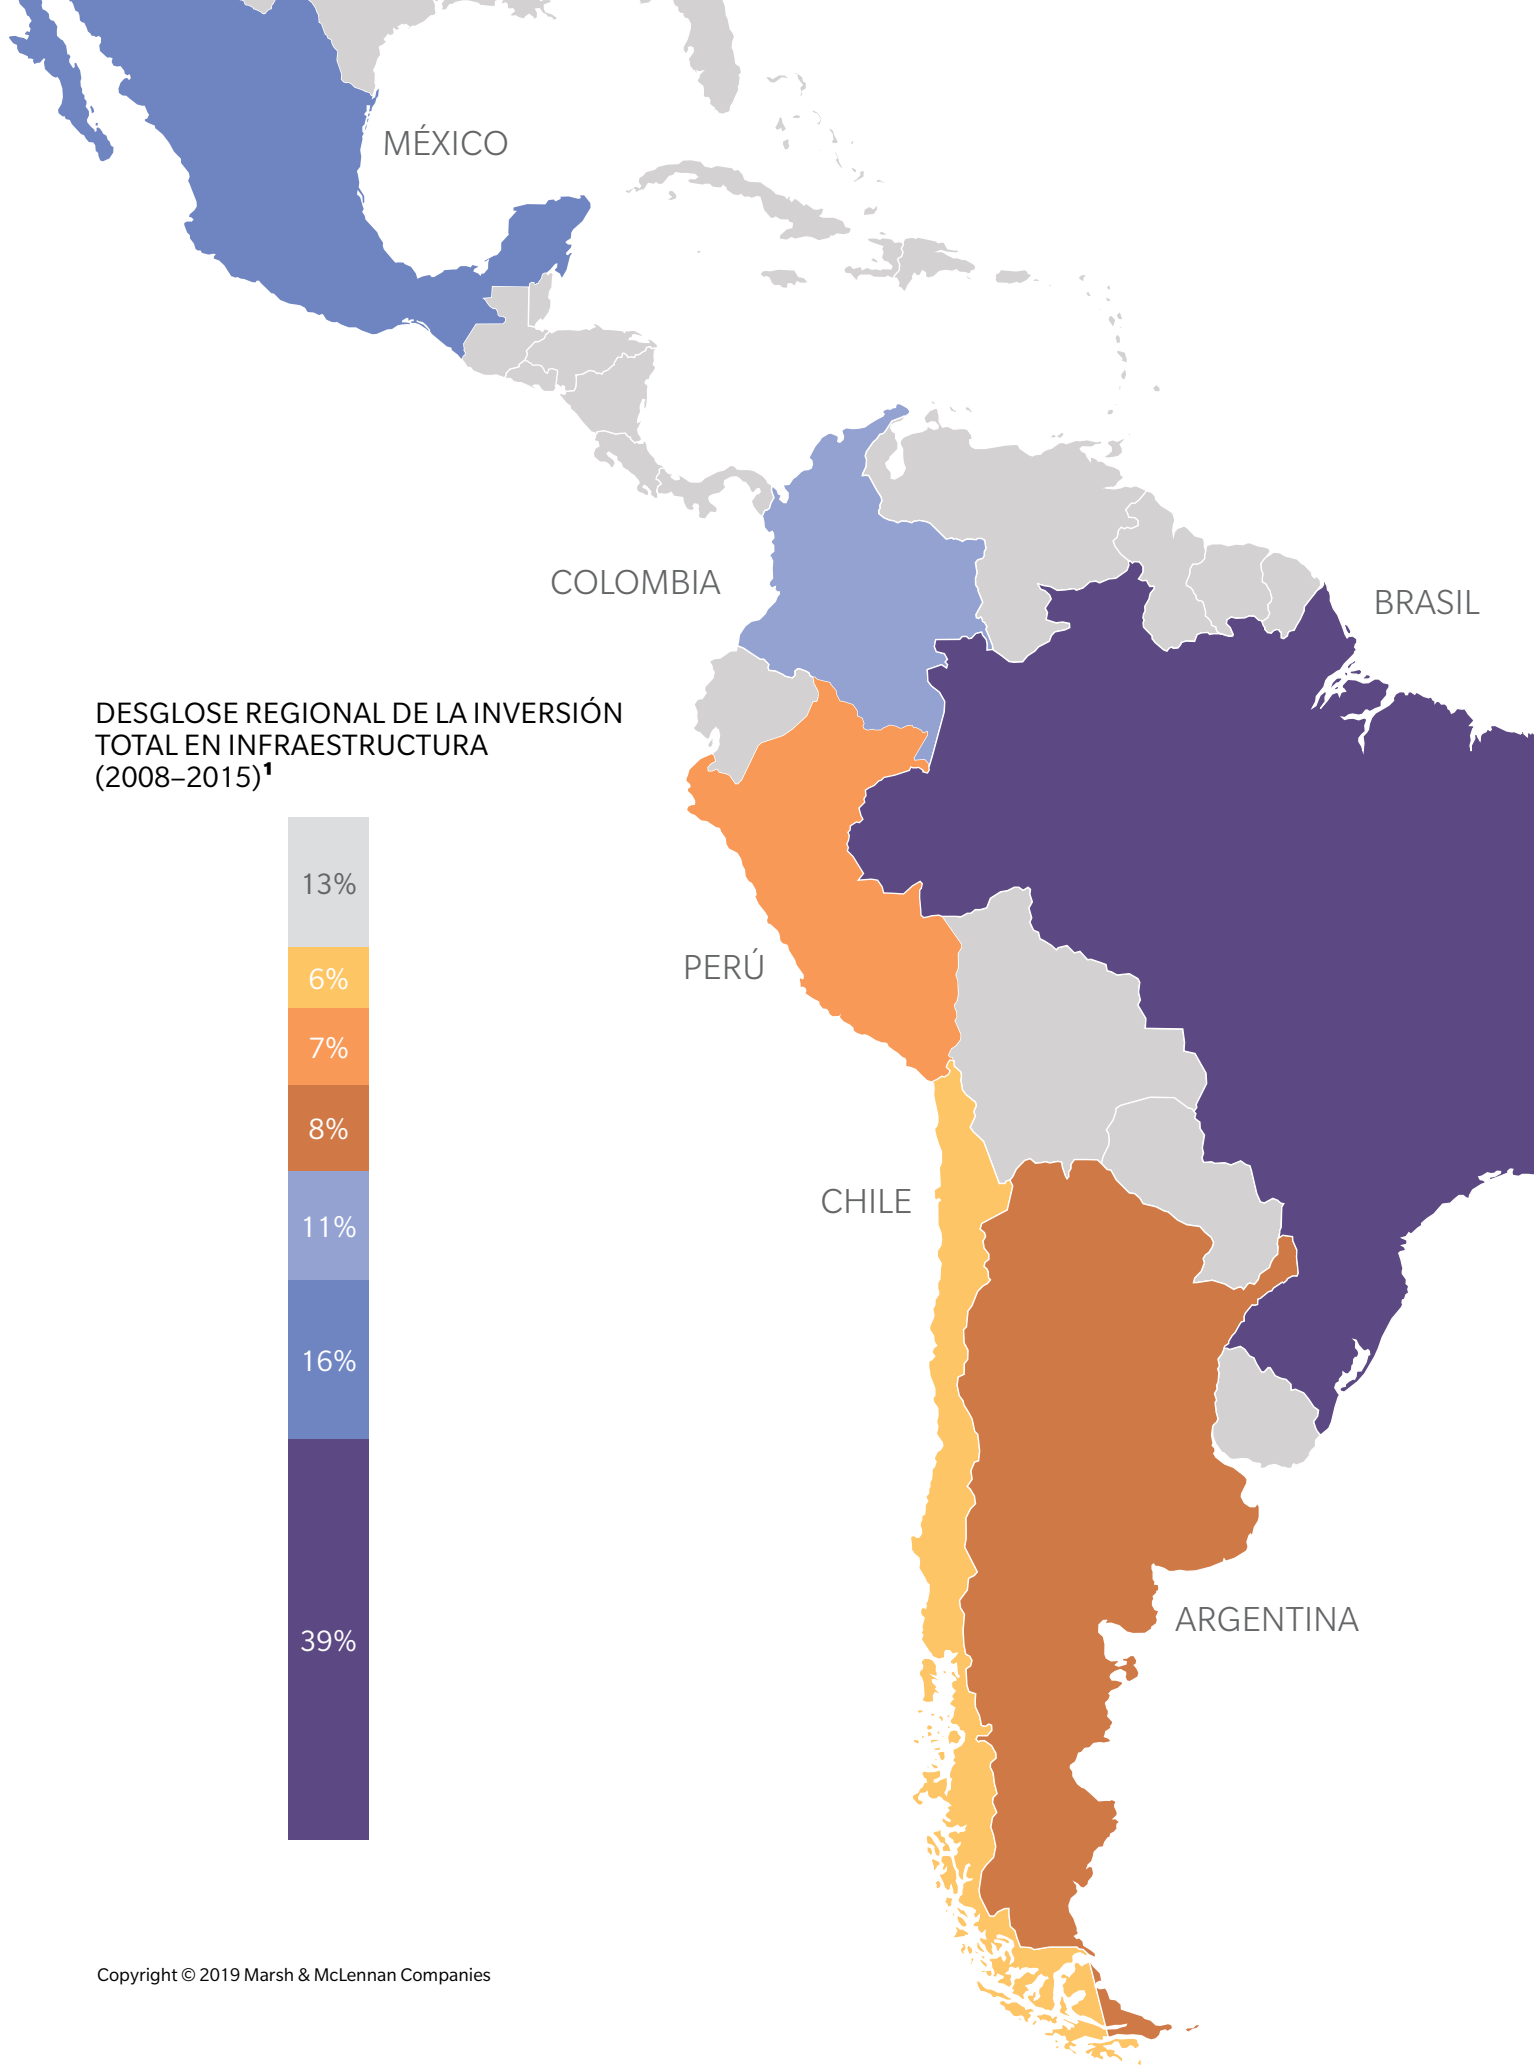 MÉXICO
COLOMBIA
BRASIL
DESGLOSE REGIONAL DE LA INVERSIÓN
TOTAL EN INFRAESTRUCTURA
(2008–2015)¹
13%
6%
7%
8%
11%
16%
39%
PERÚ
CHILE
ARGENTINA
Copyright © 2019 Marsh & McLennan Companies